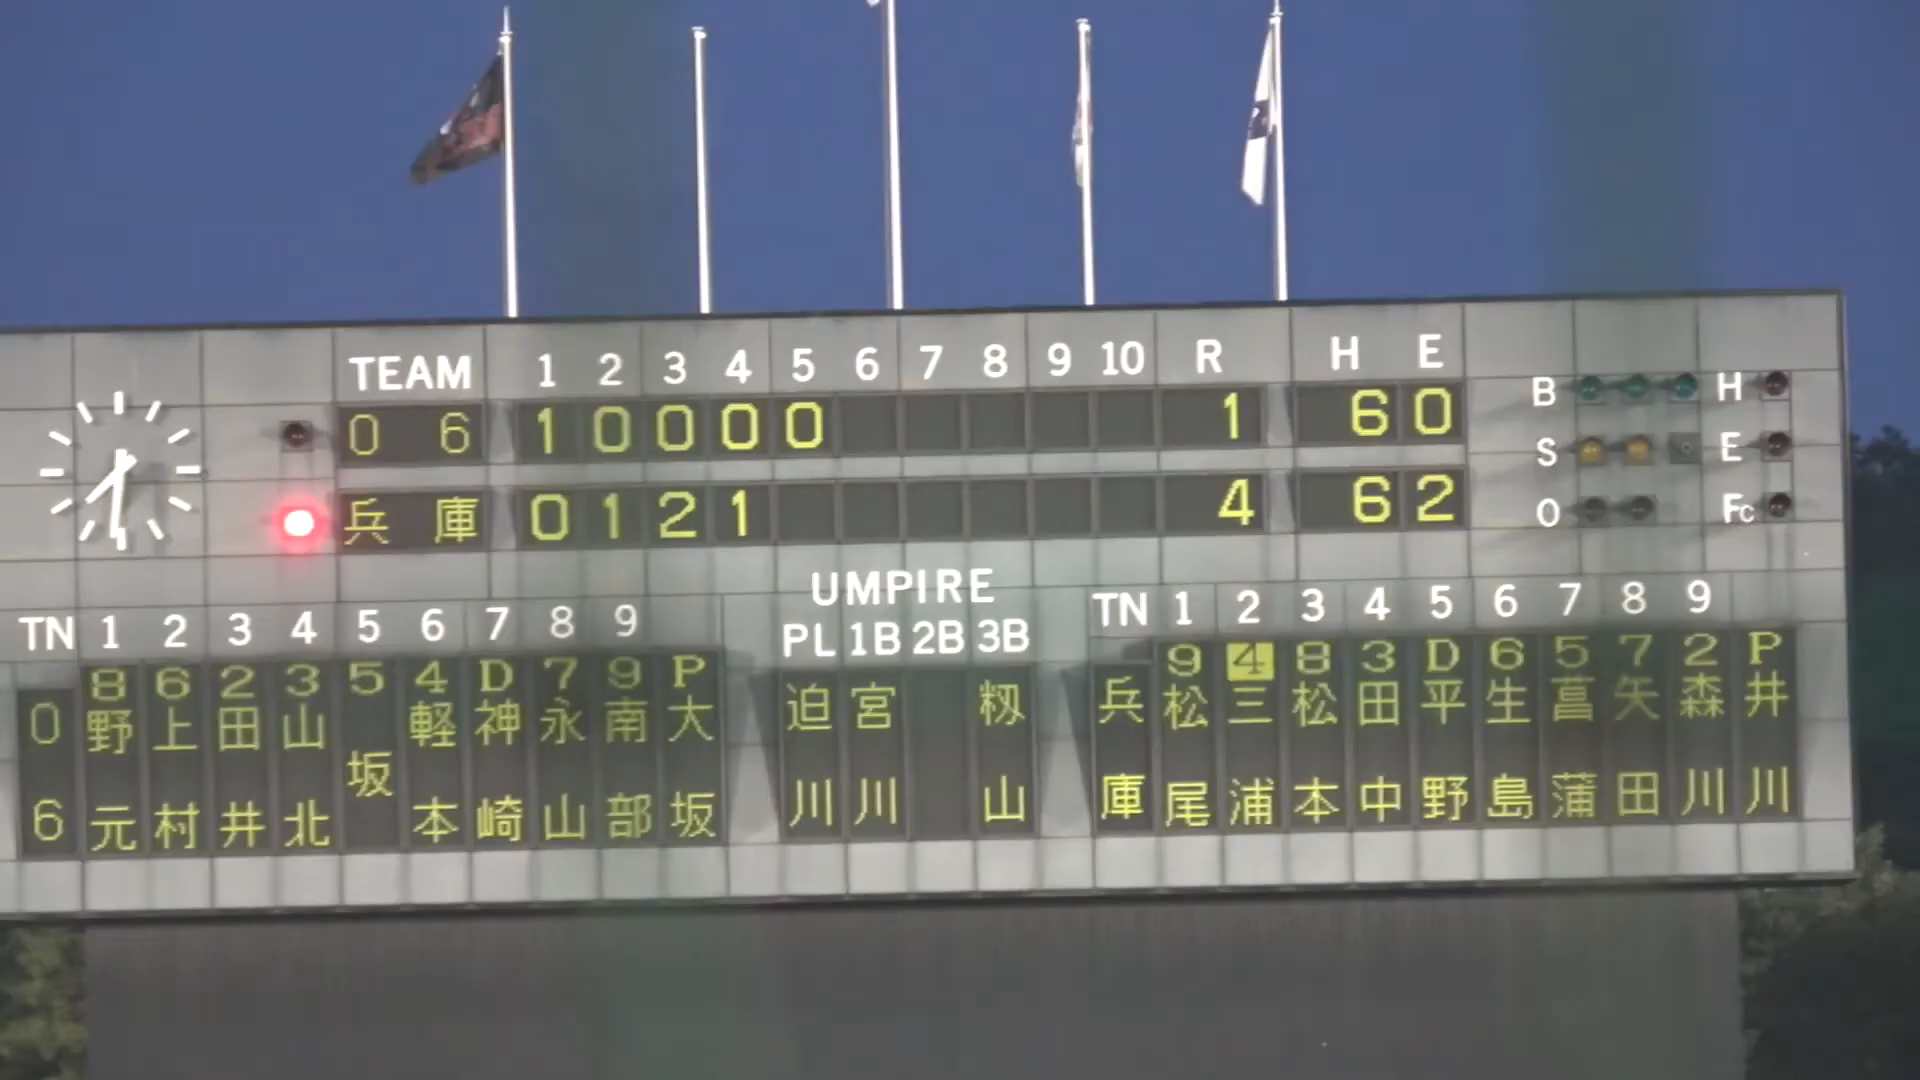 TEAM 1 2 3 4 5 6 7 8 9 10 R H E
0 6 1 0 0 0 0 1 6 0
兵庫 0 1 2 1 4 6 2
B H
S E
O Fc
UMPIRE
PL 1B 2B 3B
迫川 宮川 籾山
TN 1 2 3 4 5 6 7 8 9
8 6 2 3 5 4 D 7 9 P
06 野元 上村 田井 山北 坂 軽本 神崎 永山 南部 大坂
TN 1 2 3 4 5 6 7 8 9
9 4 8 3 D 6 5 7 2 P
兵庫 松尾 三浦 松本 田中 平野 生島 菖蒲 矢田 森川 井川